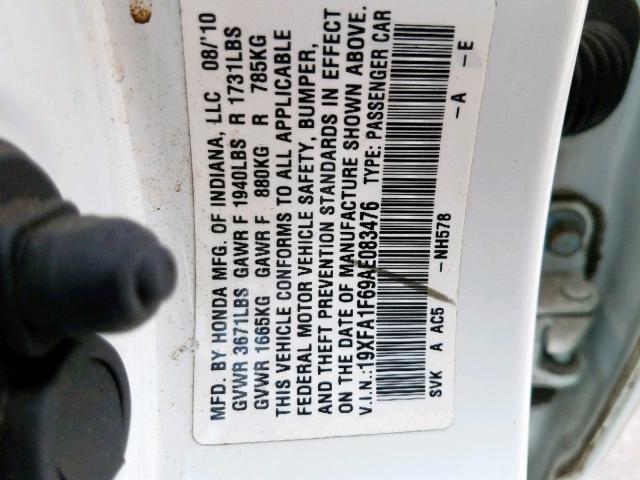 MFD. BY HONDA MFG. OF INDIANA, LLC 08/'10
GVWR 3671LBS GAWR F 1940LBS R 1731LBS
GVWR 1665KG GAWR F 880KG R 785KG
THIS VEHICLE CONFORMS TO ALL APPLICABLE
FEDERAL MOTOR VEHICLE SAFETY, BUMPER,
AND THEFT PREVENTION STANDARDS IN EFFECT
ON THE DATE OF MANUFACTURE SHOWN ABOVE.
V.I.N.:19XFA1F69AE083476 TYPE: PASSENGER CAR
SVK A AC5 -NH578 -A -E